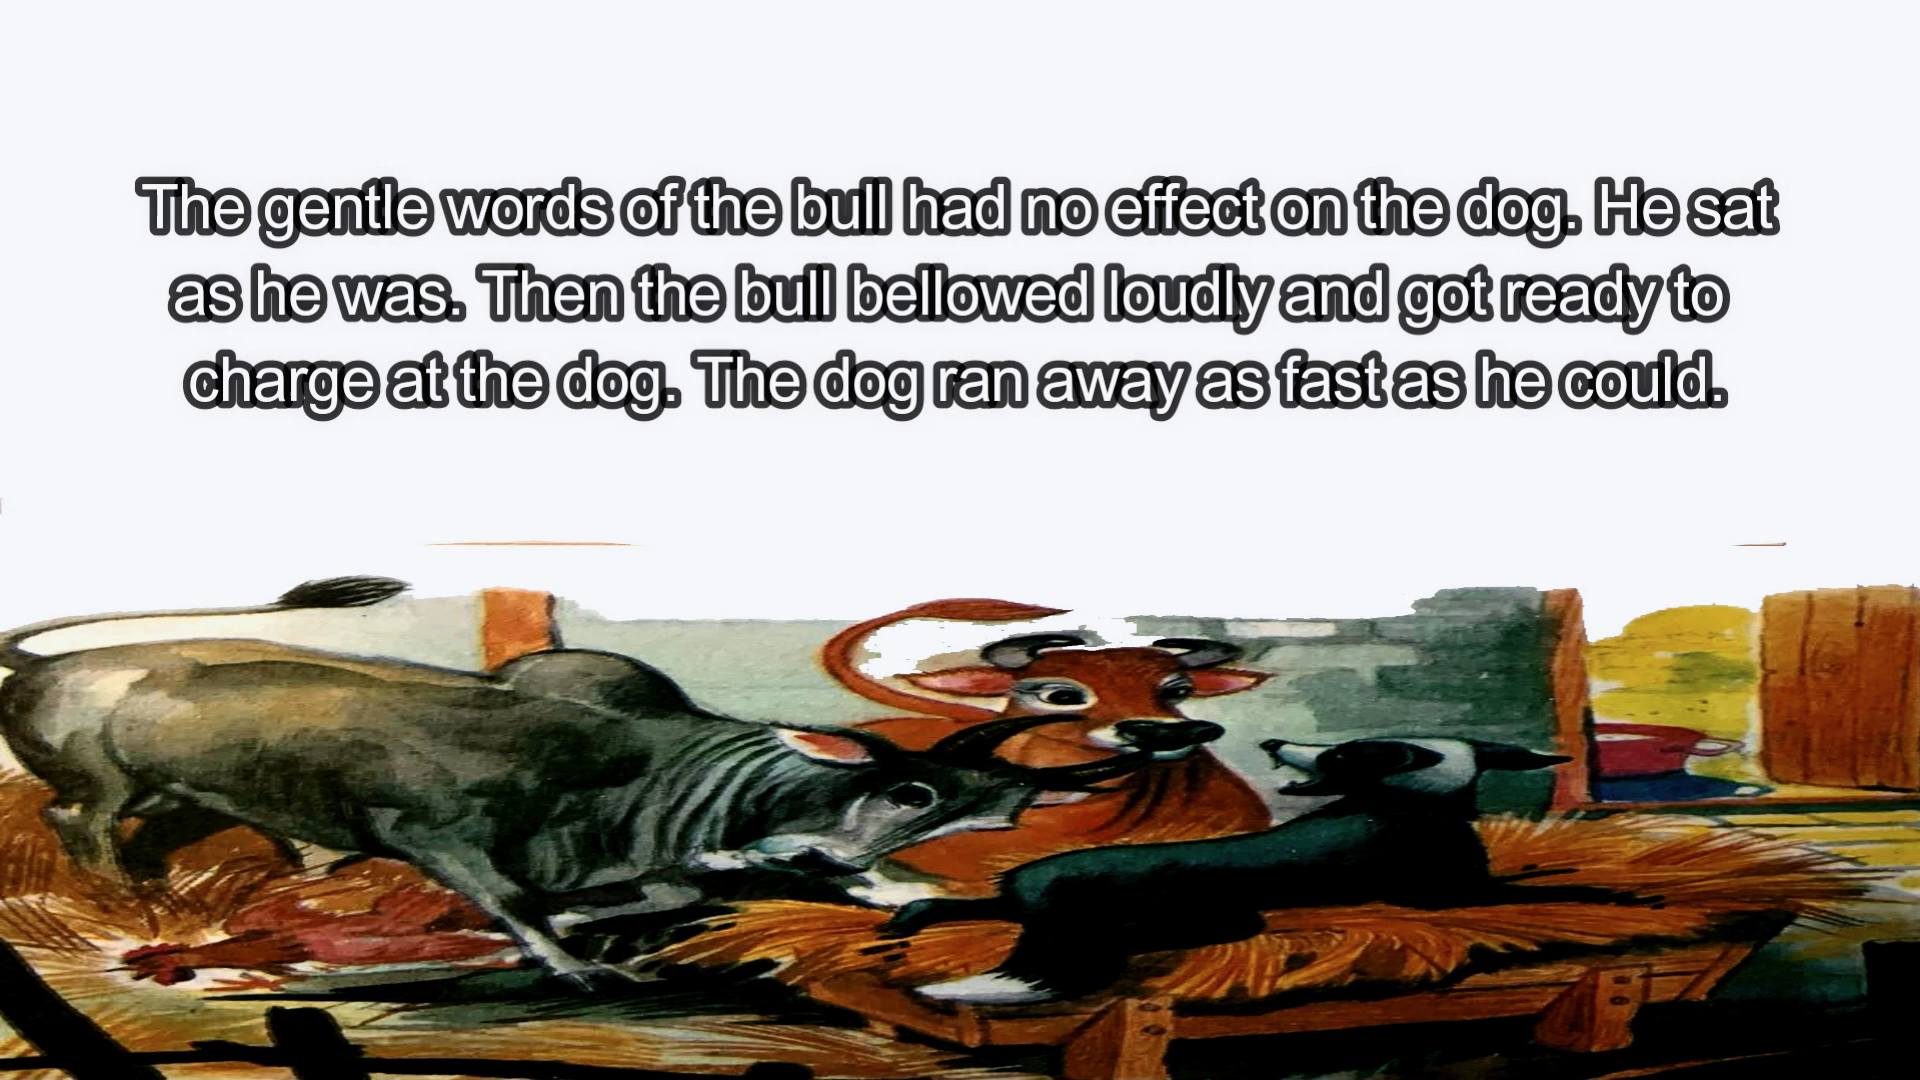 The gentle words of the bull had no effect on the dog. He sat
as he was. Then the bull bellowed loudly and got ready to
charge at the dog. The dog ran away as fast as he could.